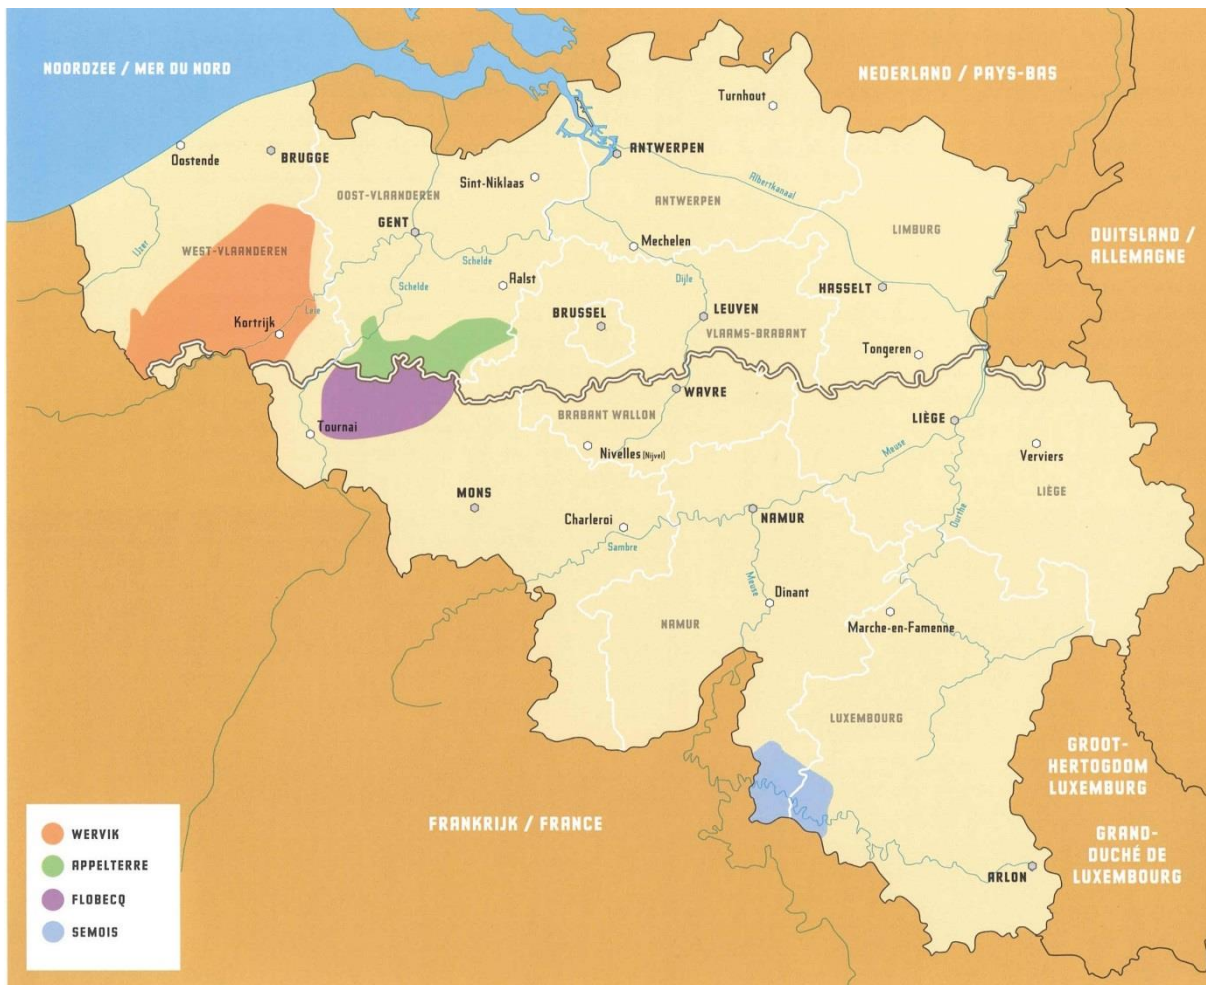 NOORDZEE / MER DU NORD
NEDERLAND / PAYS-BAS
Turnhout
Oostende
BRUGGE
ANTWERPEN
Sint-Niklaas
Albertkanaal
OOST-VLAANDEREN
ANTWERPEN
GENT
LIMBURG
IJzer
WEST-VLAANDEREN
Mechelen
DUITSLAND /
ALLEMAGNE
Schelde
Schelde
Aalst
Dijle
HASSELT
Leie
Kortrijk
BRUSSEL
LEUVEN
VLAAMS-BRABANT
Tongeren
WAVRE
BRABANT WALLON
LIÈGE
Tournai
Nivelles (Nijvel)
Meuse
Verviers
MONS
LIÈGE
Charleroi
NAMUR
Ourthe
Sambre
Meuse
Dinant
NAMUR
Marche-en-Famenne
LUXEMBOURG
GROOT-
HERTOGDOM
LUXEMBURG
FRANKRIJK / FRANCE
GRAND-
DUCHÉ DE
LUXEMBOURG
ARLON
WERVIK
APPELTERRE
FLOBECQ
SEMOIS